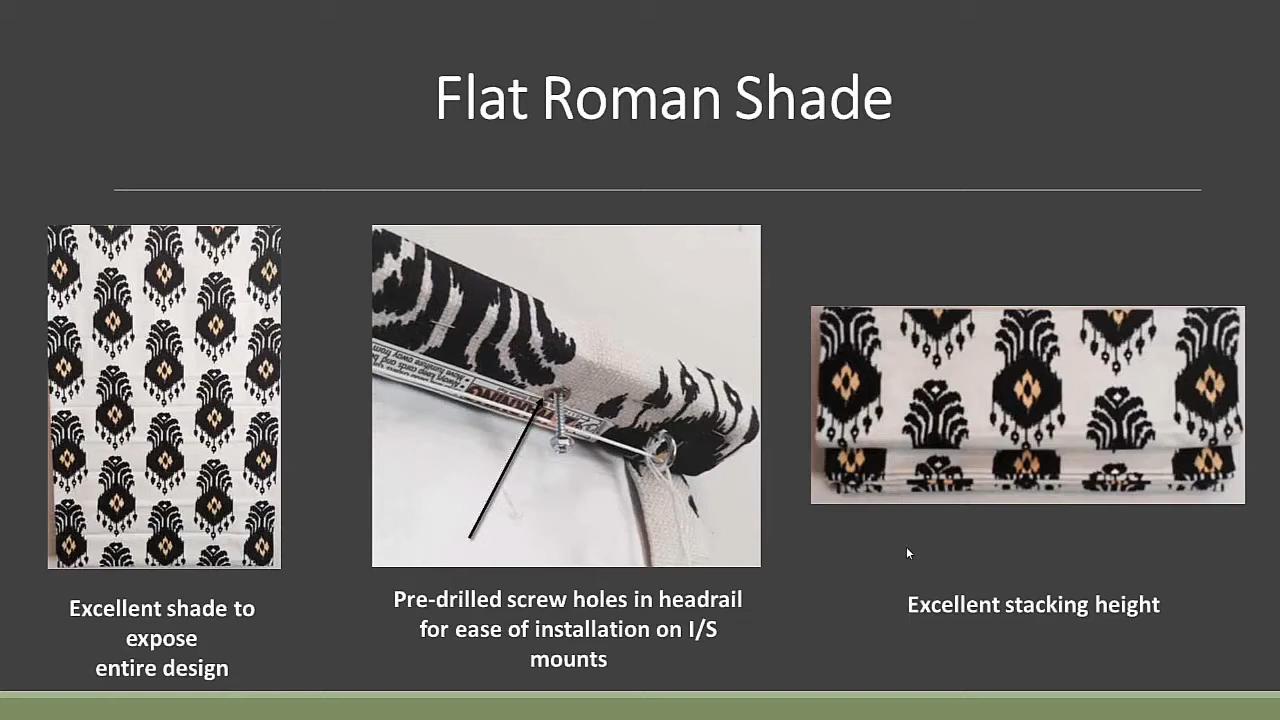 Flat Roman Shade
WARNING
Excellent shade to
expose
entire design
Pre-drilled screw holes in headrail
for ease of installation on I/S
mounts
Excellent stacking height